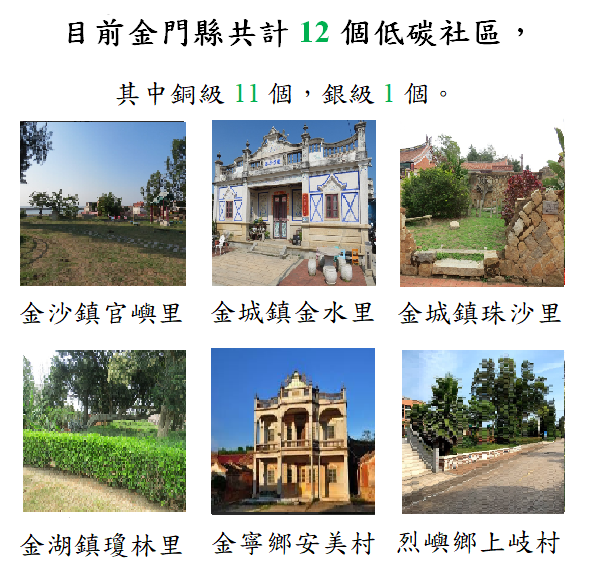 目前金門縣共計 12 個低碳社區，
其中銅級 11 個，銀級 1 個。
金沙鎮官嶼里
金城鎮金水里
金城鎮珠沙里
金湖鎮瓊林里
金寧鄉安美村
烈嶼鄉上岐村